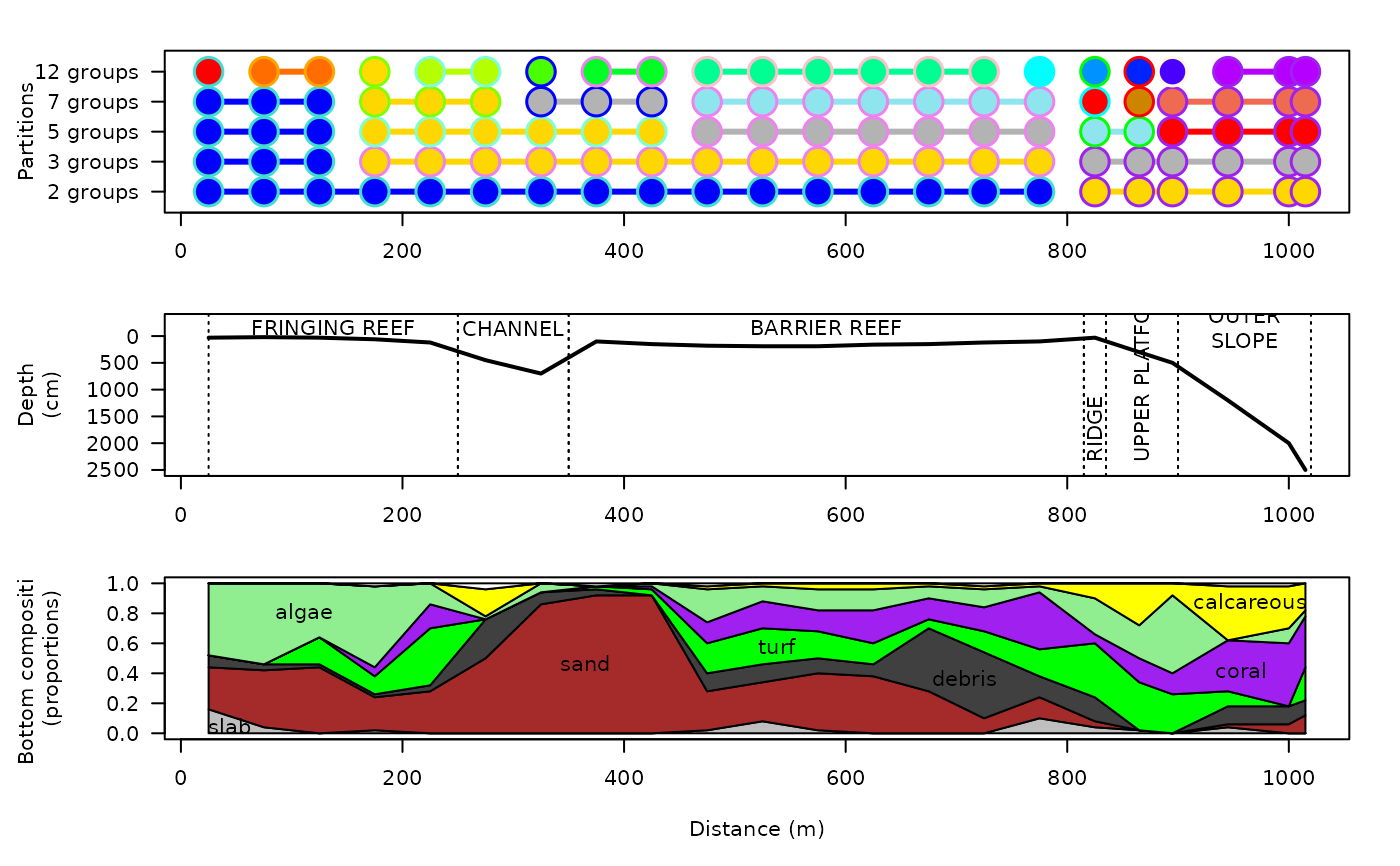 Partitions
12 groups
7 groups
5 groups
3 groups
2 groups
0 200 400 600 800 1000
Depth
(cm)
0
500
1000
1500
2000
2500
FRINGING REEF CHANNEL BARRIER REEF
RIDGE
UPPER PLATFO
OUTER
SLOPE
0 200 400 600 800 1000
Bottom compositi
(proportions)
1.0
0.8
0.6
0.4
0.2
0.0
algae
calcareous
turf
sand
coral
debris
slab
0 200 400 600 800 1000
Distance (m)